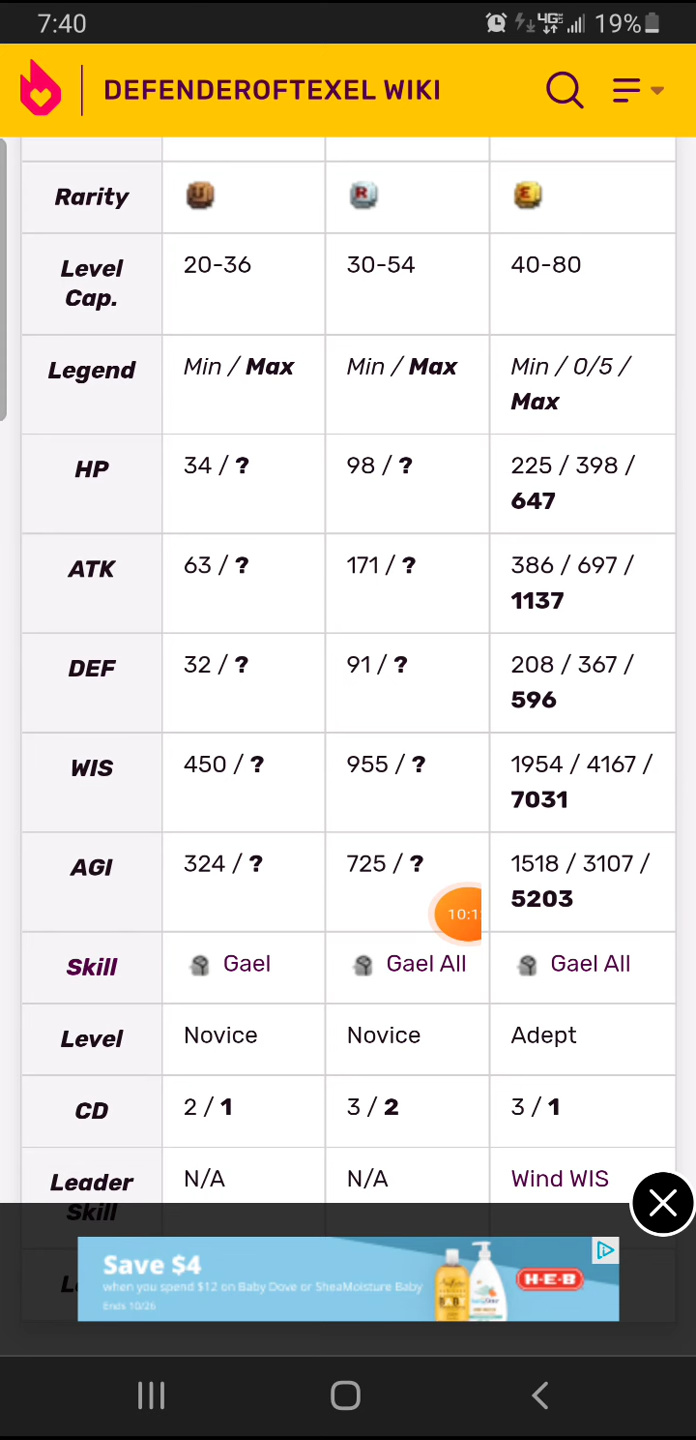 7:40 4G 19%
DEFENDEROFTEXEL WIKI
Rarity U R E
Level Cap. 20-36 30-54 40-80
Legend Min / Max Min / Max Min / 0/5 / Max
HP 34 / ? 98 / ? 225 / 398 / 647
ATK 63 / ? 171 / ? 386 / 697 / 1137
DEF 32 / ? 91 / ? 208 / 367 / 596
WIS 450 / ? 955 / ? 1954 / 4167 / 7031
AGI 324 / ? 725 / ? 1518 / 3107 / 5203
10:1
Skill Gael Gael All Gael All
Level Novice Novice Adept
CD 2 / 1 3 / 2 3 / 1
Leader Skill N/A N/A Wind WIS
Save $4
when you spend $12 on Baby Dove or SheaMoisture Baby
Ends 10/26
H-E-B